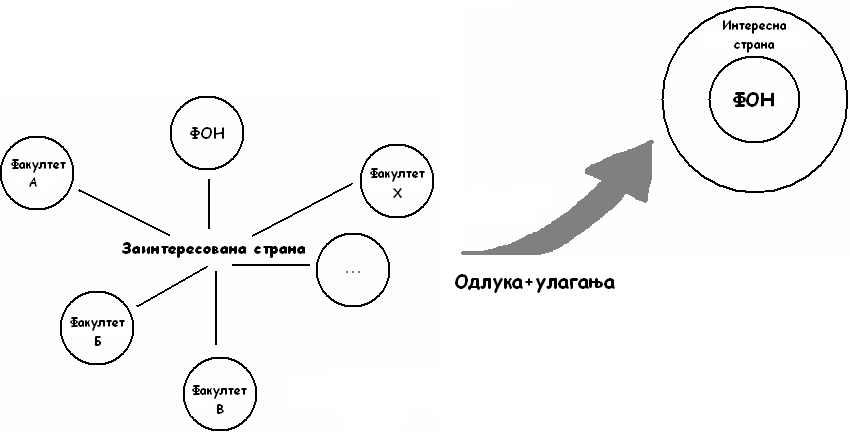 Интересна
страна
ФОН
ФОН
Факултет
А
Факултет
X
Заинтересована страна
...
Одлука+улагања
Факултет
Б
Факултет
В